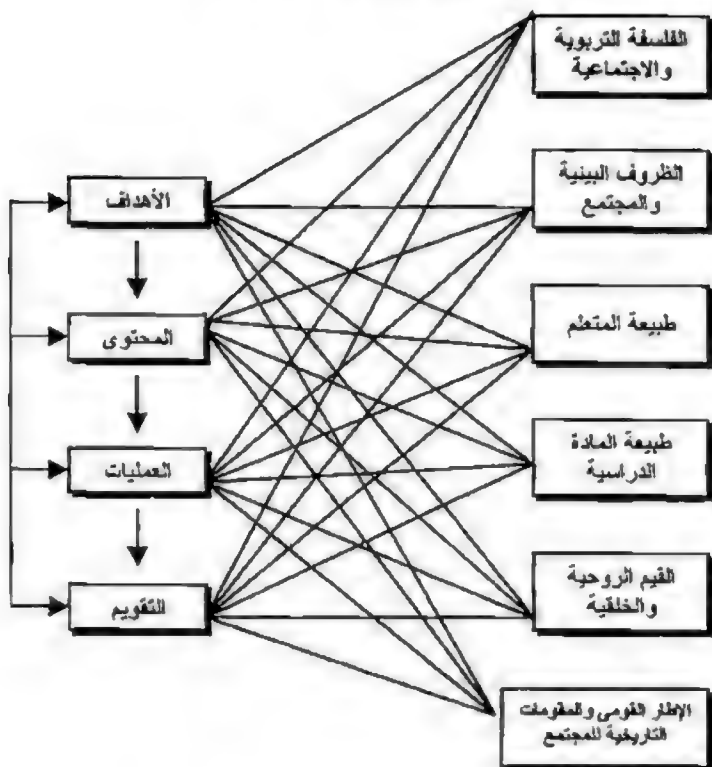 الفلسفة التربوية
والاجتماعية
الظروف البيئية
والمجتمع
طبيعة المتعلم
طبيعة المادة
الدراسية
القيم الروحية
والخلقية
الإطار القومى والمقومات
التاريخية للمجتمع
الأهداف
المحتوى
العمليات
التقويم